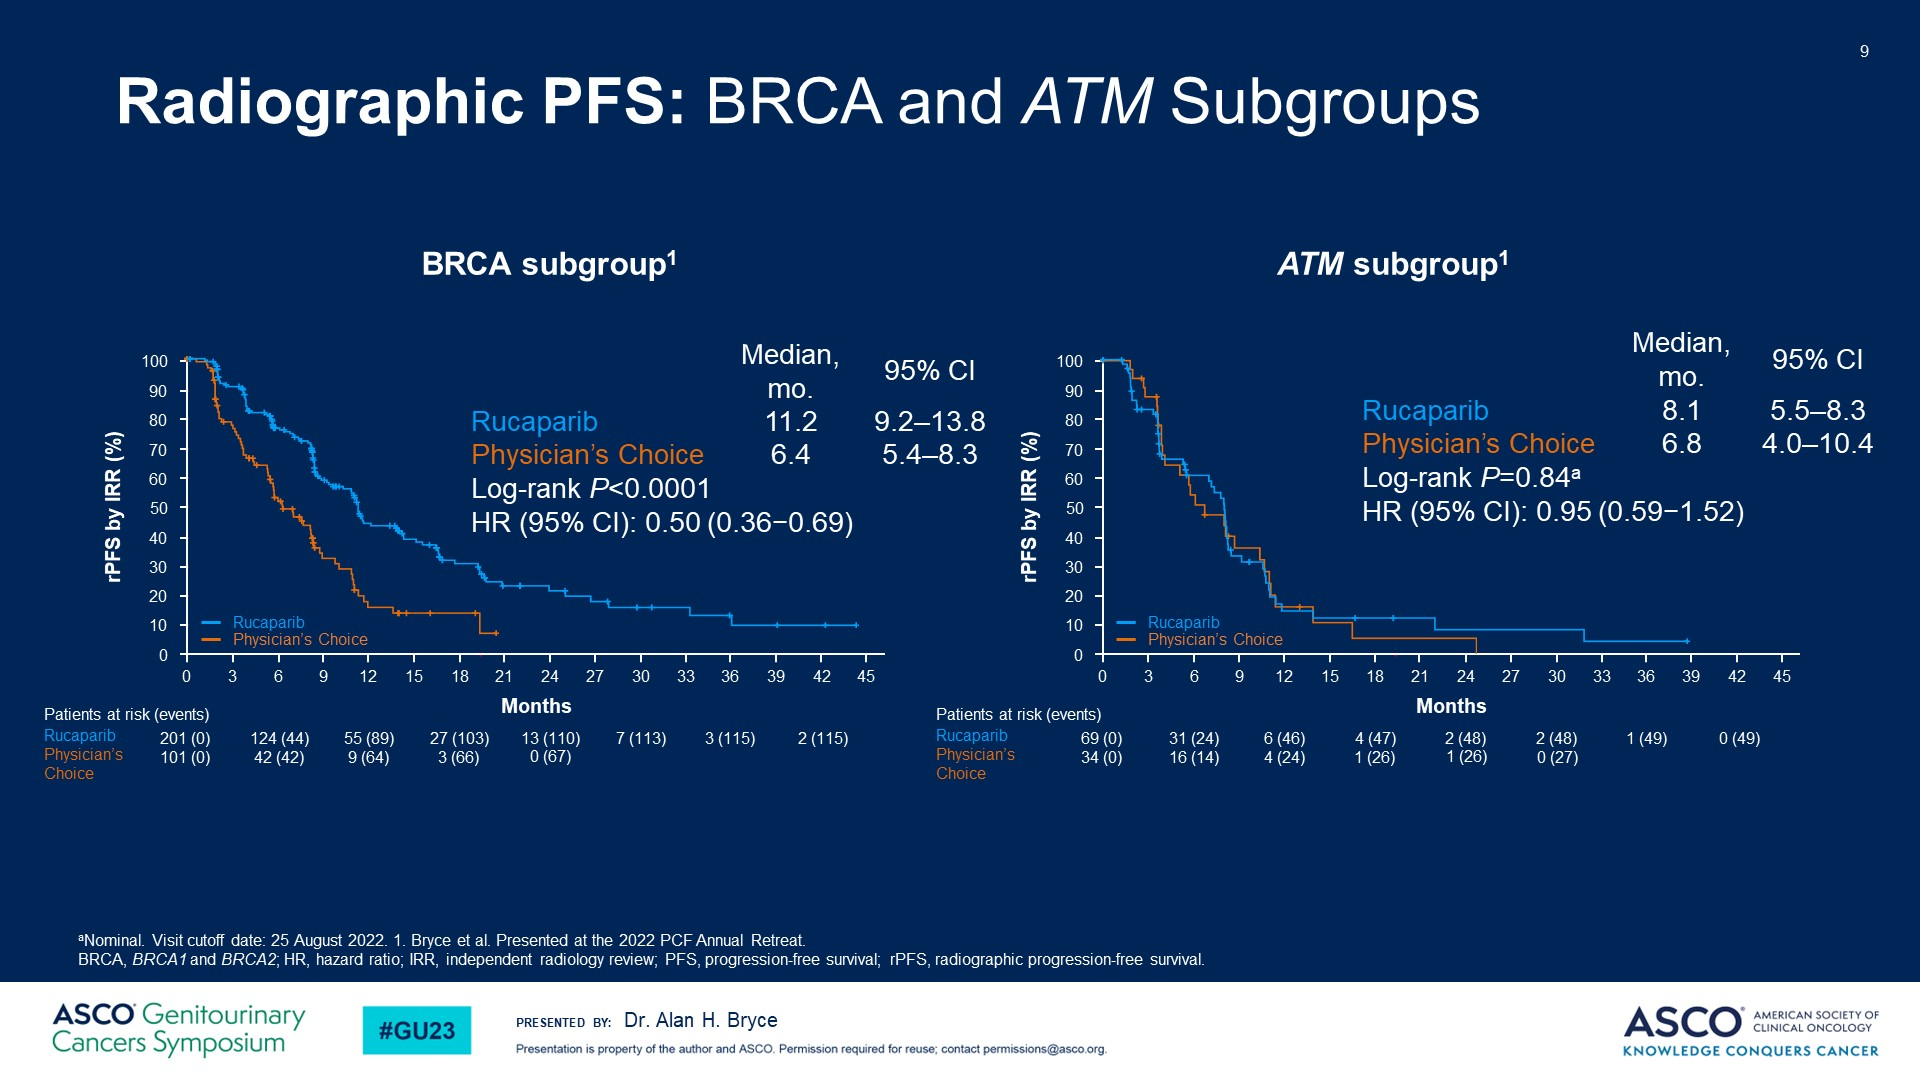 9
Radiographic PFS: BRCA and ATM Subgroups
BRCA subgroup1
Median, mo. 95% CI
Rucaparib 11.2 9.2–13.8
Physician’s Choice 6.4 5.4–8.3
Log-rank P<0.0001
HR (95% CI): 0.50 (0.36−0.69)
rPFS by IRR (%)
100
90
80
70
60
50
40
30
20
10
0
Rucaparib
Physician’s Choice
0 3 6 9 12 15 18 21 24 27 30 33 36 39 42 45
Months
Patients at risk (events)
Rucaparib 201 (0) 124 (44) 55 (89) 27 (103) 13 (110) 7 (113) 3 (115) 2 (115)
Physician’s Choice 101 (0) 42 (42) 9 (64) 3 (66) 0 (67)
ATM subgroup1
Median, mo. 95% CI
Rucaparib 8.1 5.5–8.3
Physician’s Choice 6.8 4.0–10.4
Log-rank P=0.84a
HR (95% CI): 0.95 (0.59−1.52)
rPFS by IRR (%)
100
90
80
70
60
50
40
30
20
10
0
Rucaparib
Physician’s Choice
0 3 6 9 12 15 18 21 24 27 30 33 36 39 42 45
Months
Patients at risk (events)
Rucaparib 69 (0) 31 (24) 6 (46) 4 (47) 2 (48) 2 (48) 1 (49) 0 (49)
Physician’s Choice 34 (0) 16 (14) 4 (24) 1 (26) 1 (26) 0 (27)
aNominal. Visit cutoff date: 25 August 2022. 1. Bryce et al. Presented at the 2022 PCF Annual Retreat.
BRCA, BRCA1 and BRCA2; HR, hazard ratio; IRR, independent radiology review; PFS, progression-free survival; rPFS, radiographic progression-free survival.
ASCO Genitourinary
Cancers Symposium
#GU23
PRESENTED BY: Dr. Alan H. Bryce
Presentation is property of the author and ASCO. Permission required for reuse; contact permissions@asco.org.
ASCO AMERICAN SOCIETY OF
CLINICAL ONCOLOGY
KNOWLEDGE CONQUERS CANCER